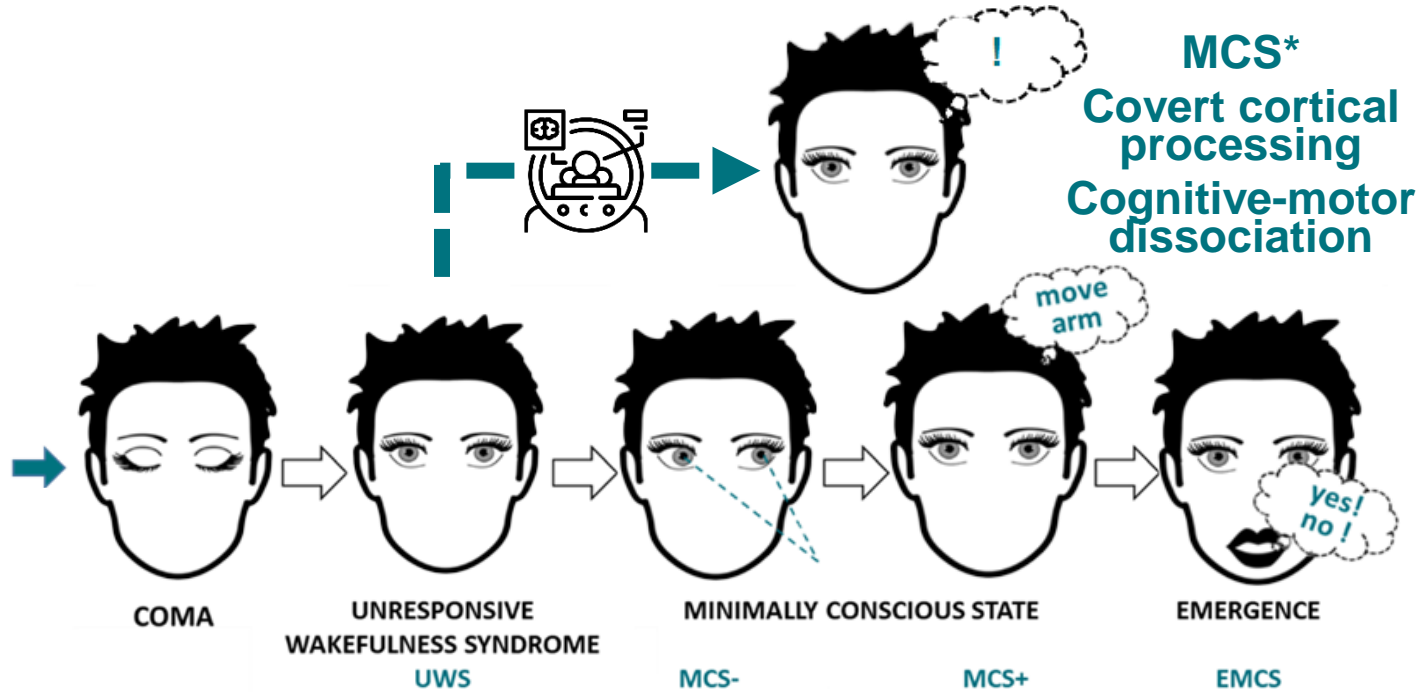 !
MCS*
Covert cortical
processing
Cognitive-motor
dissociation
move
arm
yes!
no !
COMA
UNRESPONSIVE
WAKEFULNESS SYNDROME
MINIMALLY CONSCIOUS STATE
EMERGENCE
UWS
MCS-
MCS+
EMCS